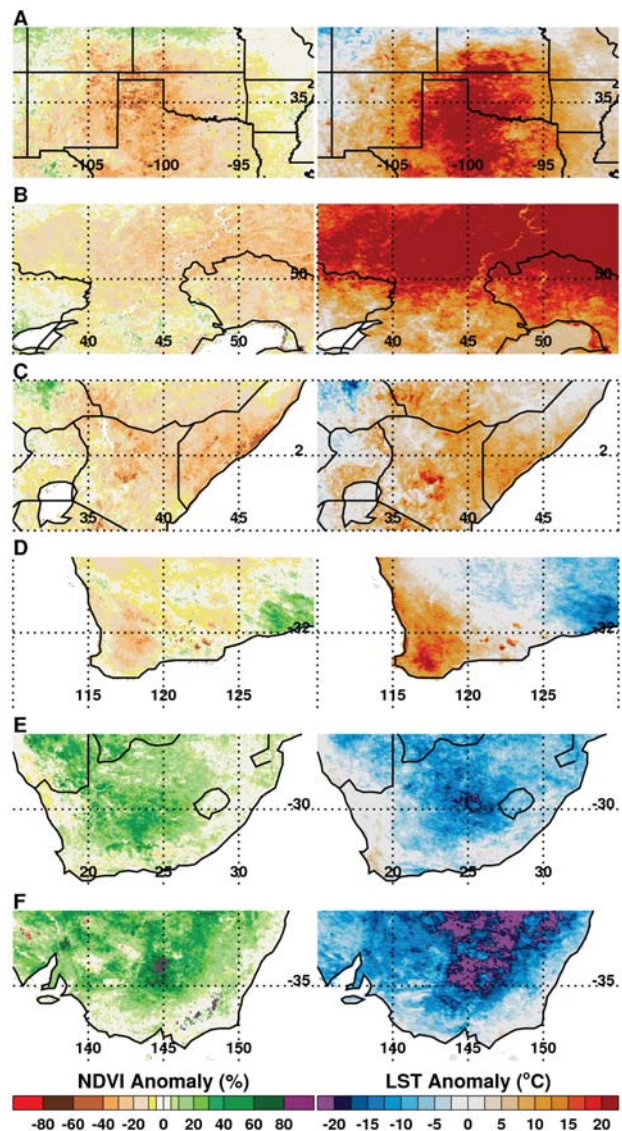 A
35
2
-105 -100 -95 -105 -100 -95
B
50 50
40 45 50 40 45 50
C
2 2
35 40 45 35 40 45
D
-32 -32
115 120 125 115 120 125
E
-30 -30
20 25 30 20 25 30
F
-35 -35
140 145 150 140 145 150
NDVI Anomaly (%) LST Anomaly (°C)
-80 -60 -40 -20 0 20 40 60 80 -20 -15 -10 -5 0 5 10 15 20